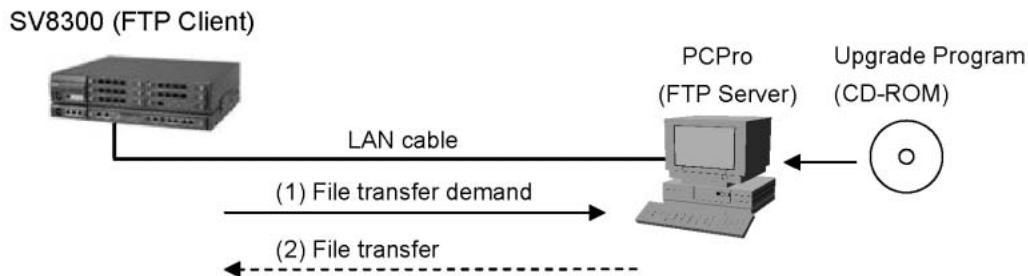 SV8300 (FTP Client)
PCPro
(FTP Server)
Upgrade Program
(CD-ROM)
LAN cable
(1) File transfer demand
(2) File transfer